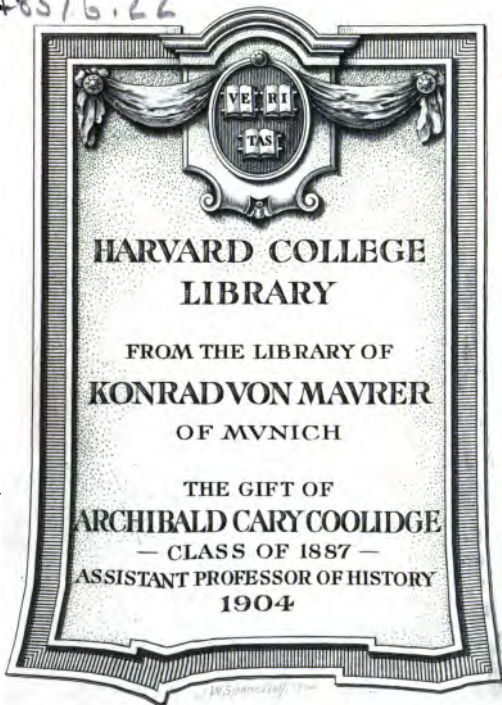 VE RI
TAS
HARVARD COLLEGE
LIBRARY
FROM THE LIBRARY OF
KONRAD VON MAVRER
OF MVNICH
THE GIFT OF
ARCHIBALD CARY COOLIDGE
— CLASS OF 1887 —
ASSISTANT PROFESSOR OF HISTORY
1904